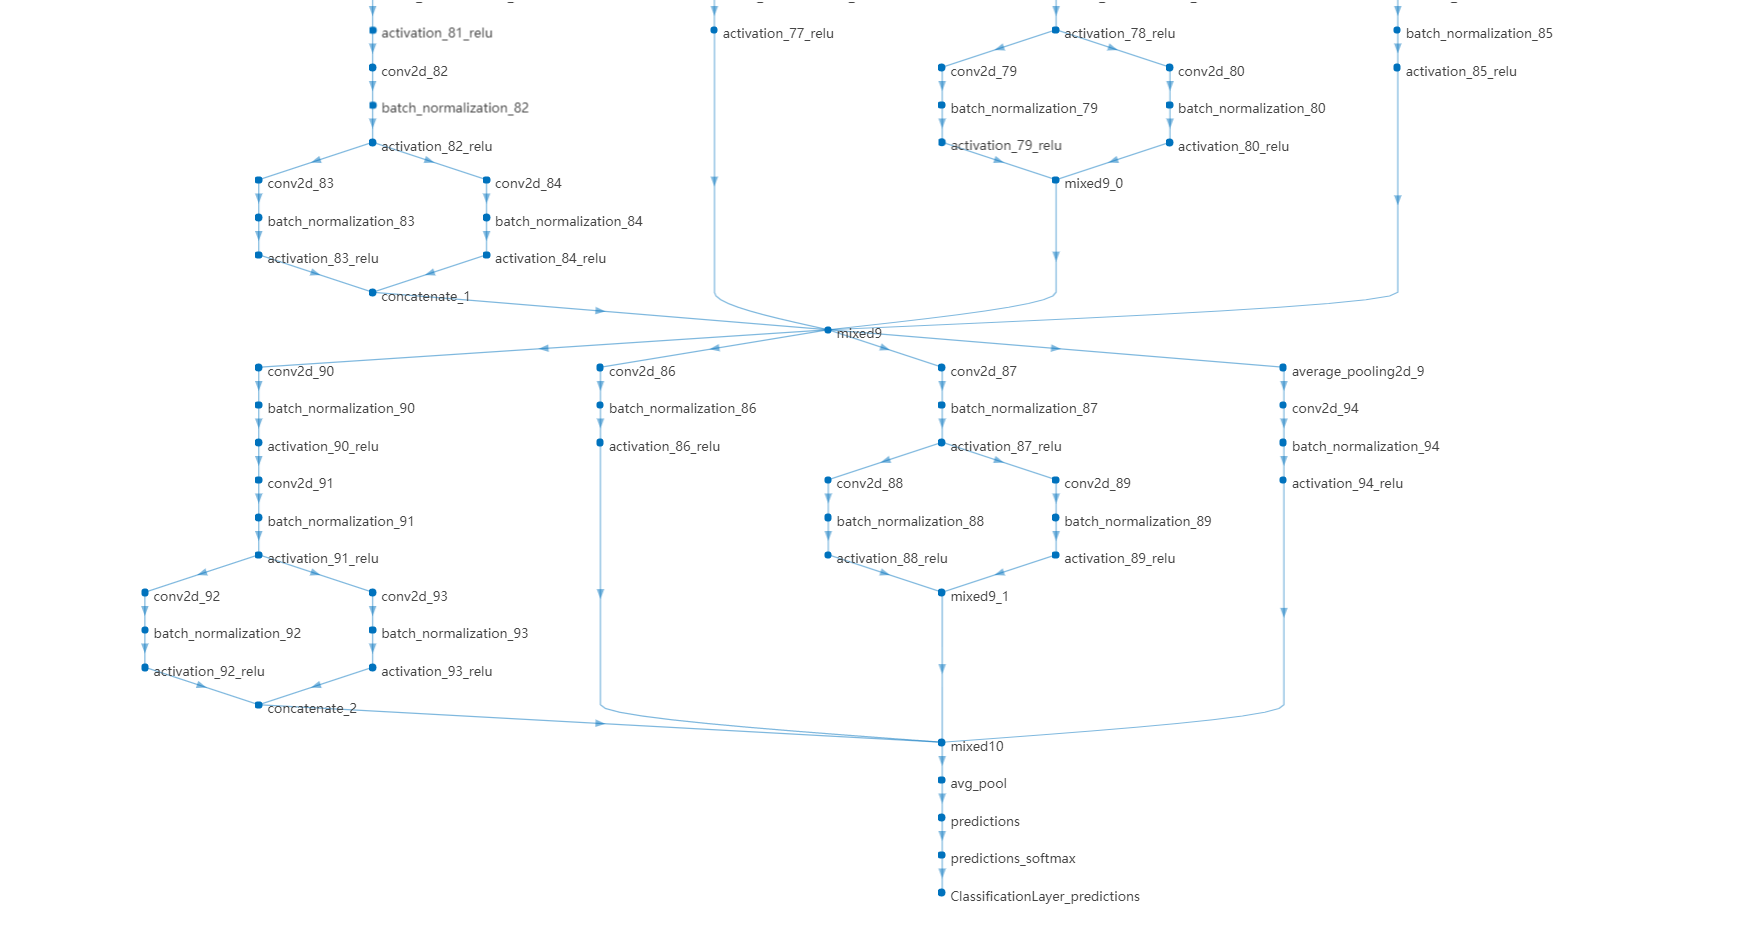 activation_81_relu
activation_77_relu
activation_78_relu
batch_normalization_85
conv2d_82
conv2d_79
conv2d_80
activation_85_relu
batch_normalization_82
batch_normalization_79
batch_normalization_80
activation_82_relu
activation_79_relu
activation_80_relu
conv2d_83
conv2d_84
mixed9_0
batch_normalization_83
batch_normalization_84
activation_83_relu
activation_84_relu
concatenate_1
mixed9
conv2d_90
conv2d_86
conv2d_87
average_pooling2d_9
batch_normalization_90
batch_normalization_86
batch_normalization_87
conv2d_94
activation_90_relu
activation_86_relu
activation_87_relu
batch_normalization_94
conv2d_91
conv2d_88
conv2d_89
activation_94_relu
batch_normalization_91
batch_normalization_88
batch_normalization_89
activation_91_relu
activation_88_relu
activation_89_relu
conv2d_92
conv2d_93
mixed9_1
batch_normalization_92
batch_normalization_93
activation_92_relu
activation_93_relu
concatenate_2
mixed10
avg_pool
predictions
predictions_softmax
ClassificationLayer_predictions